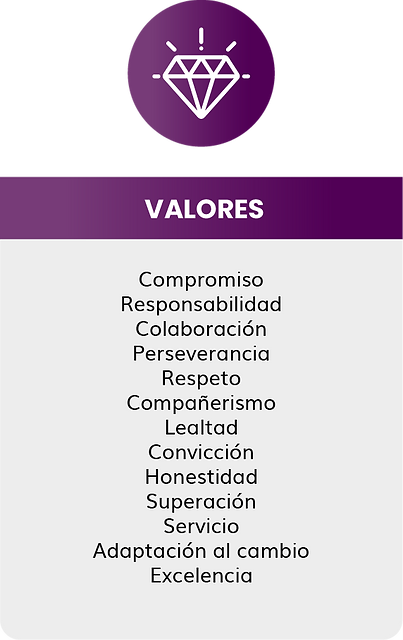 VALORES
Compromiso
Responsabilidad
Colaboración
Perseverancia
Respeto
Compañerismo
Lealtad
Convicción
Honestidad
Superación
Servicio
Adaptación al cambio
Excelencia